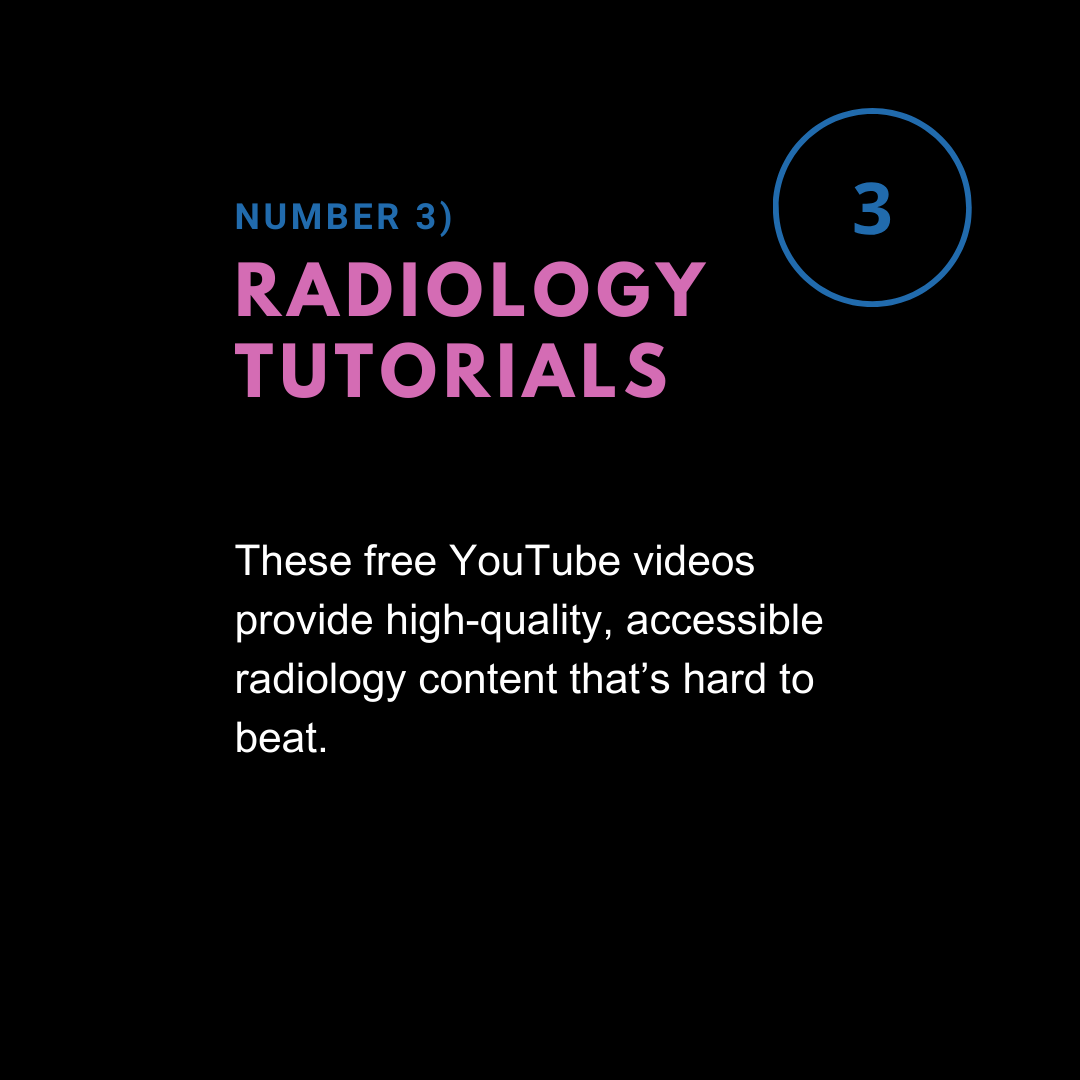 3
NUMBER 3)
RADIOLOGY
TUTORIALS
These free YouTube videos
provide high-quality, accessible
radiology content that’s hard to
beat.